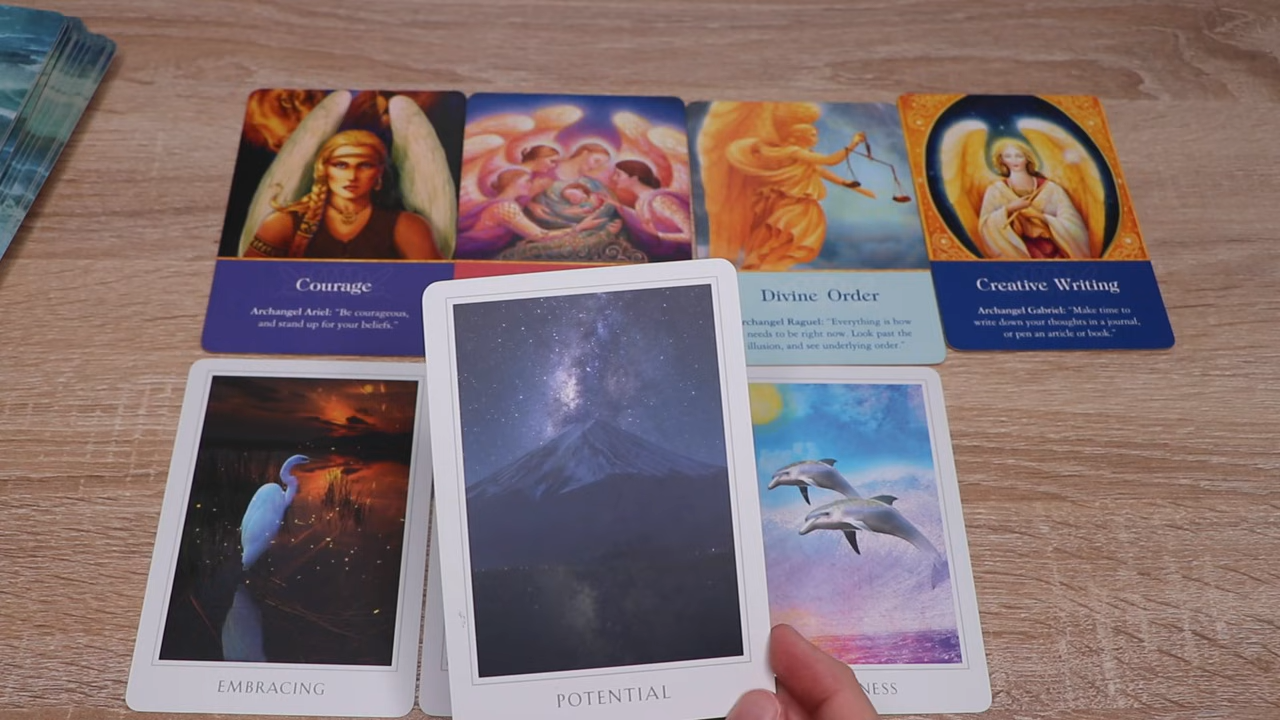 Courage
Archangel Ariel: "Be courageous,
and stand up for your beliefs."
Divine Order
rchangel Raguel: "Everything is how
needs to be right now. Look past the
illusion, and see underlying order."
Creative Writing
Archangel Gabriel: "Make time to
write down your thoughts in a journal,
or pen an article or book."
EMBRACING
POTENTIAL
NESS